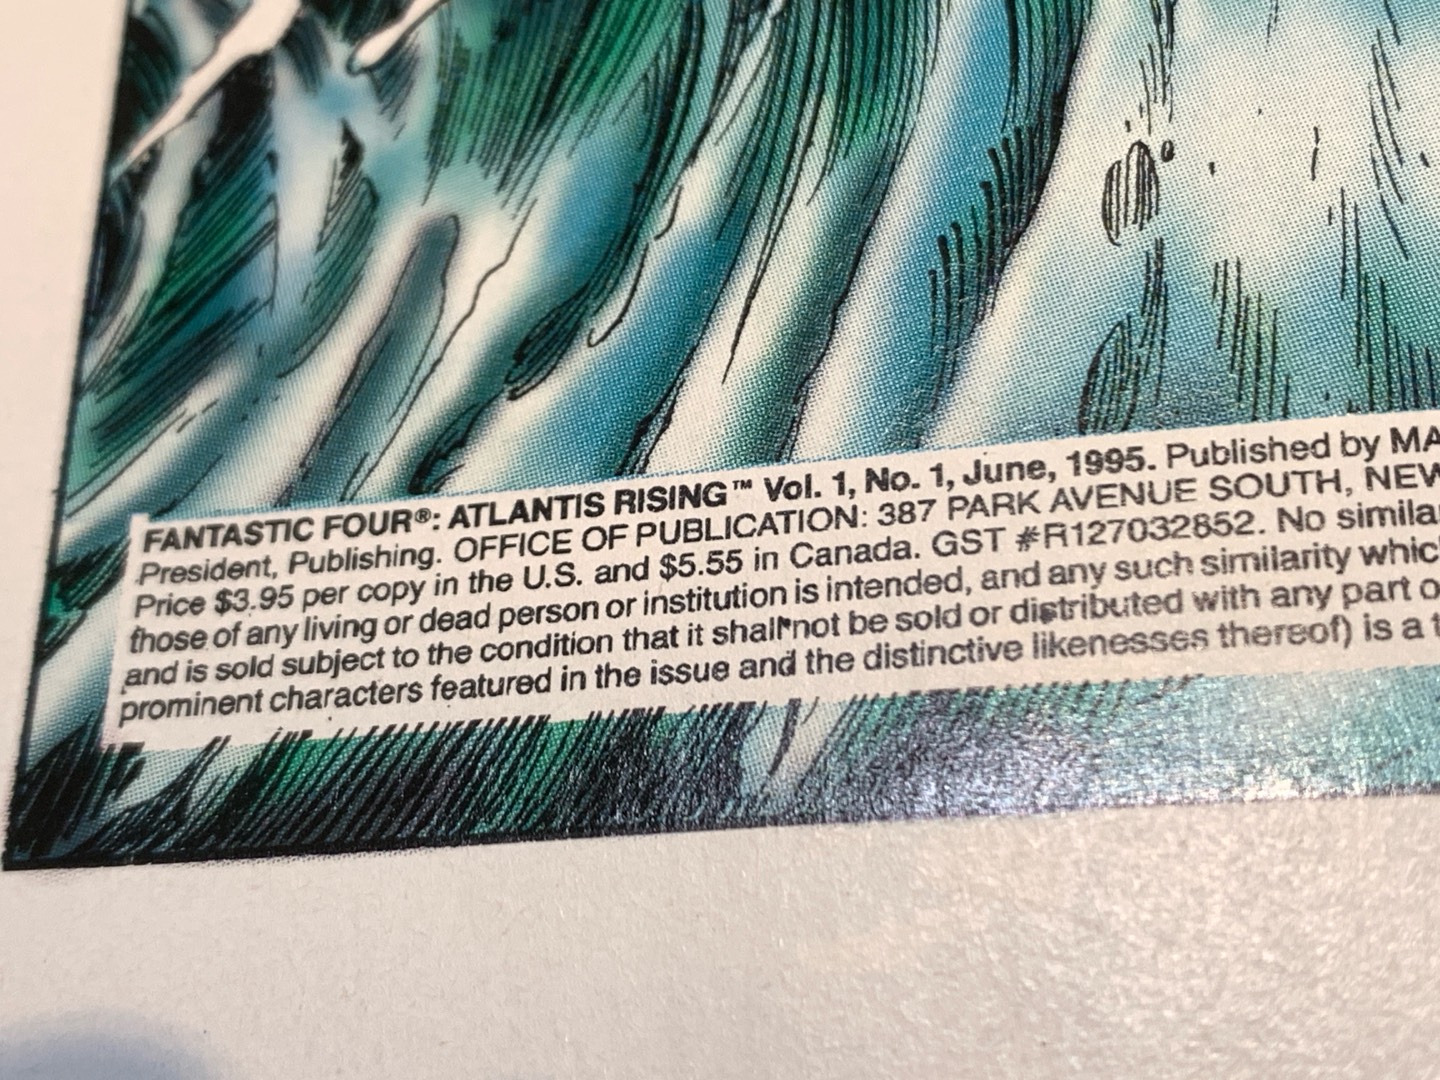 FANTASTIC FOUR®: ATLANTIS RISING™ Vol. 1, No. 1, June, 1995. Published by MA
President, Publishing. OFFICE OF PUBLICATION: 387 PARK AVENUE SOUTH, NEW
Price $3.95 per copy in the U.S. and $5.55 in Canada. GST #R127032852. No simila
those of any living or dead person or institution is intended, and any such similarity whic
and is sold subject to the condition that it shall not be sold or distributed with any part o
prominent characters featured in the issue and the distinctive likenesses thereof) is a t